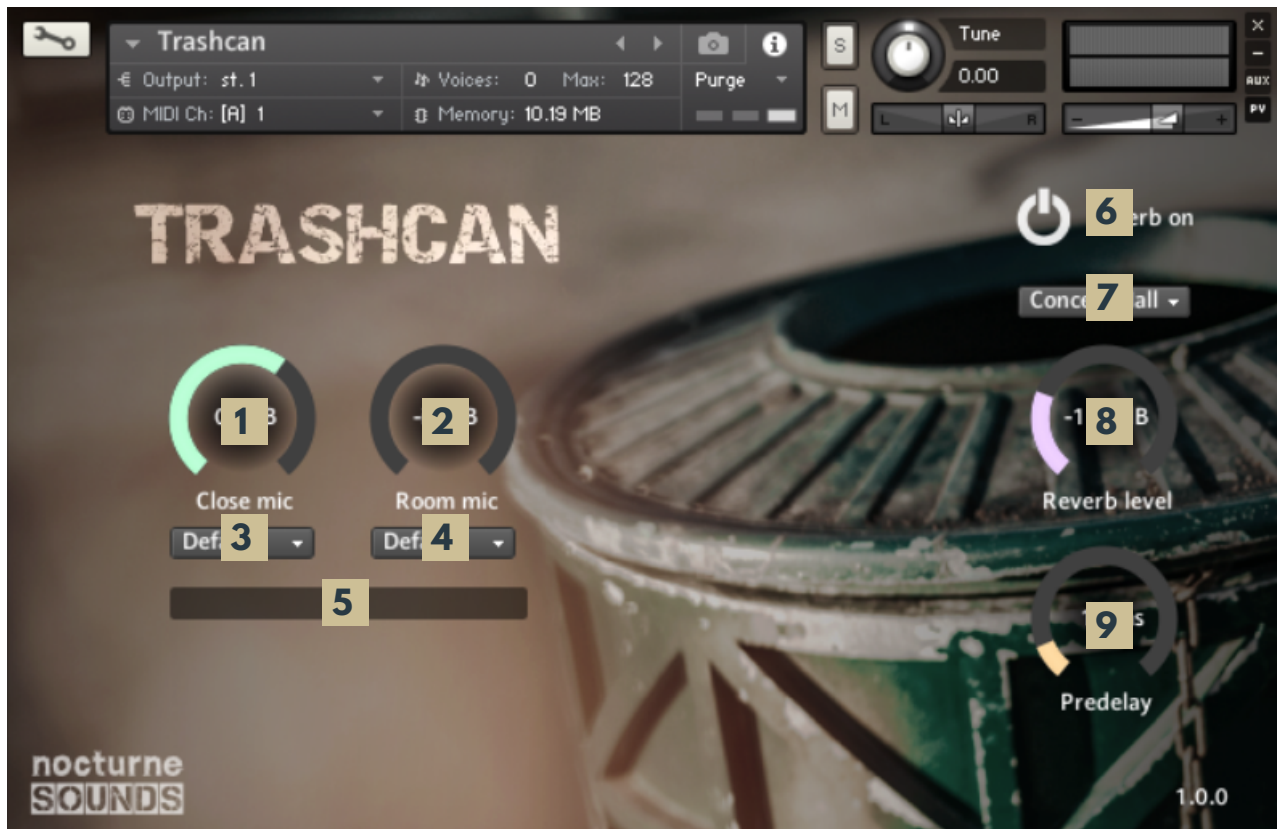 Trashcan
Output: st.1
Voices: 0 Max: 128
Purge
MIDI Ch: [A] 1
Memory: 10.19 MB
S
M
Tune
0.00
L R
- +
×
-
AUX
PV
TRASHCAN
6 erb on
7
1
2
8
Close mic
Room mic
Reverb level
3
4
5
9
Predelay
nocturne
SOUNDS
1.0.0